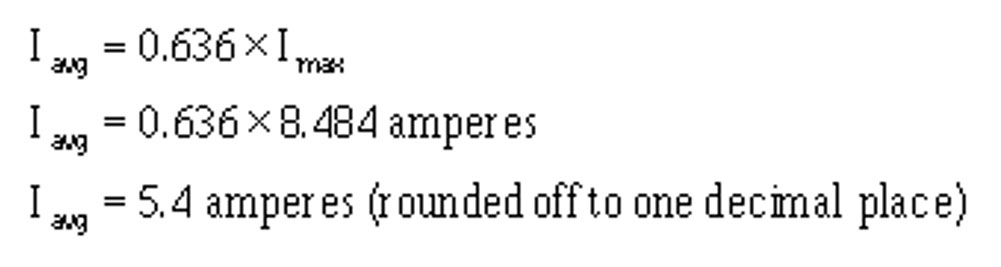 I avg = 0.636 × I max
I avg = 0.636 × 8.484 amperes
I avg = 5.4 amperes (rounded off to one decimal place)